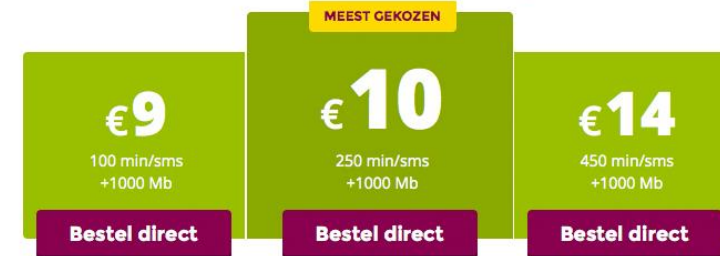 MEEST GEKOZEN
€9
100 min/sms
+1000 Mb
Bestel direct
€10
250 min/sms
+1000 Mb
Bestel direct
€14
450 min/sms
+1000 Mb
Bestel direct